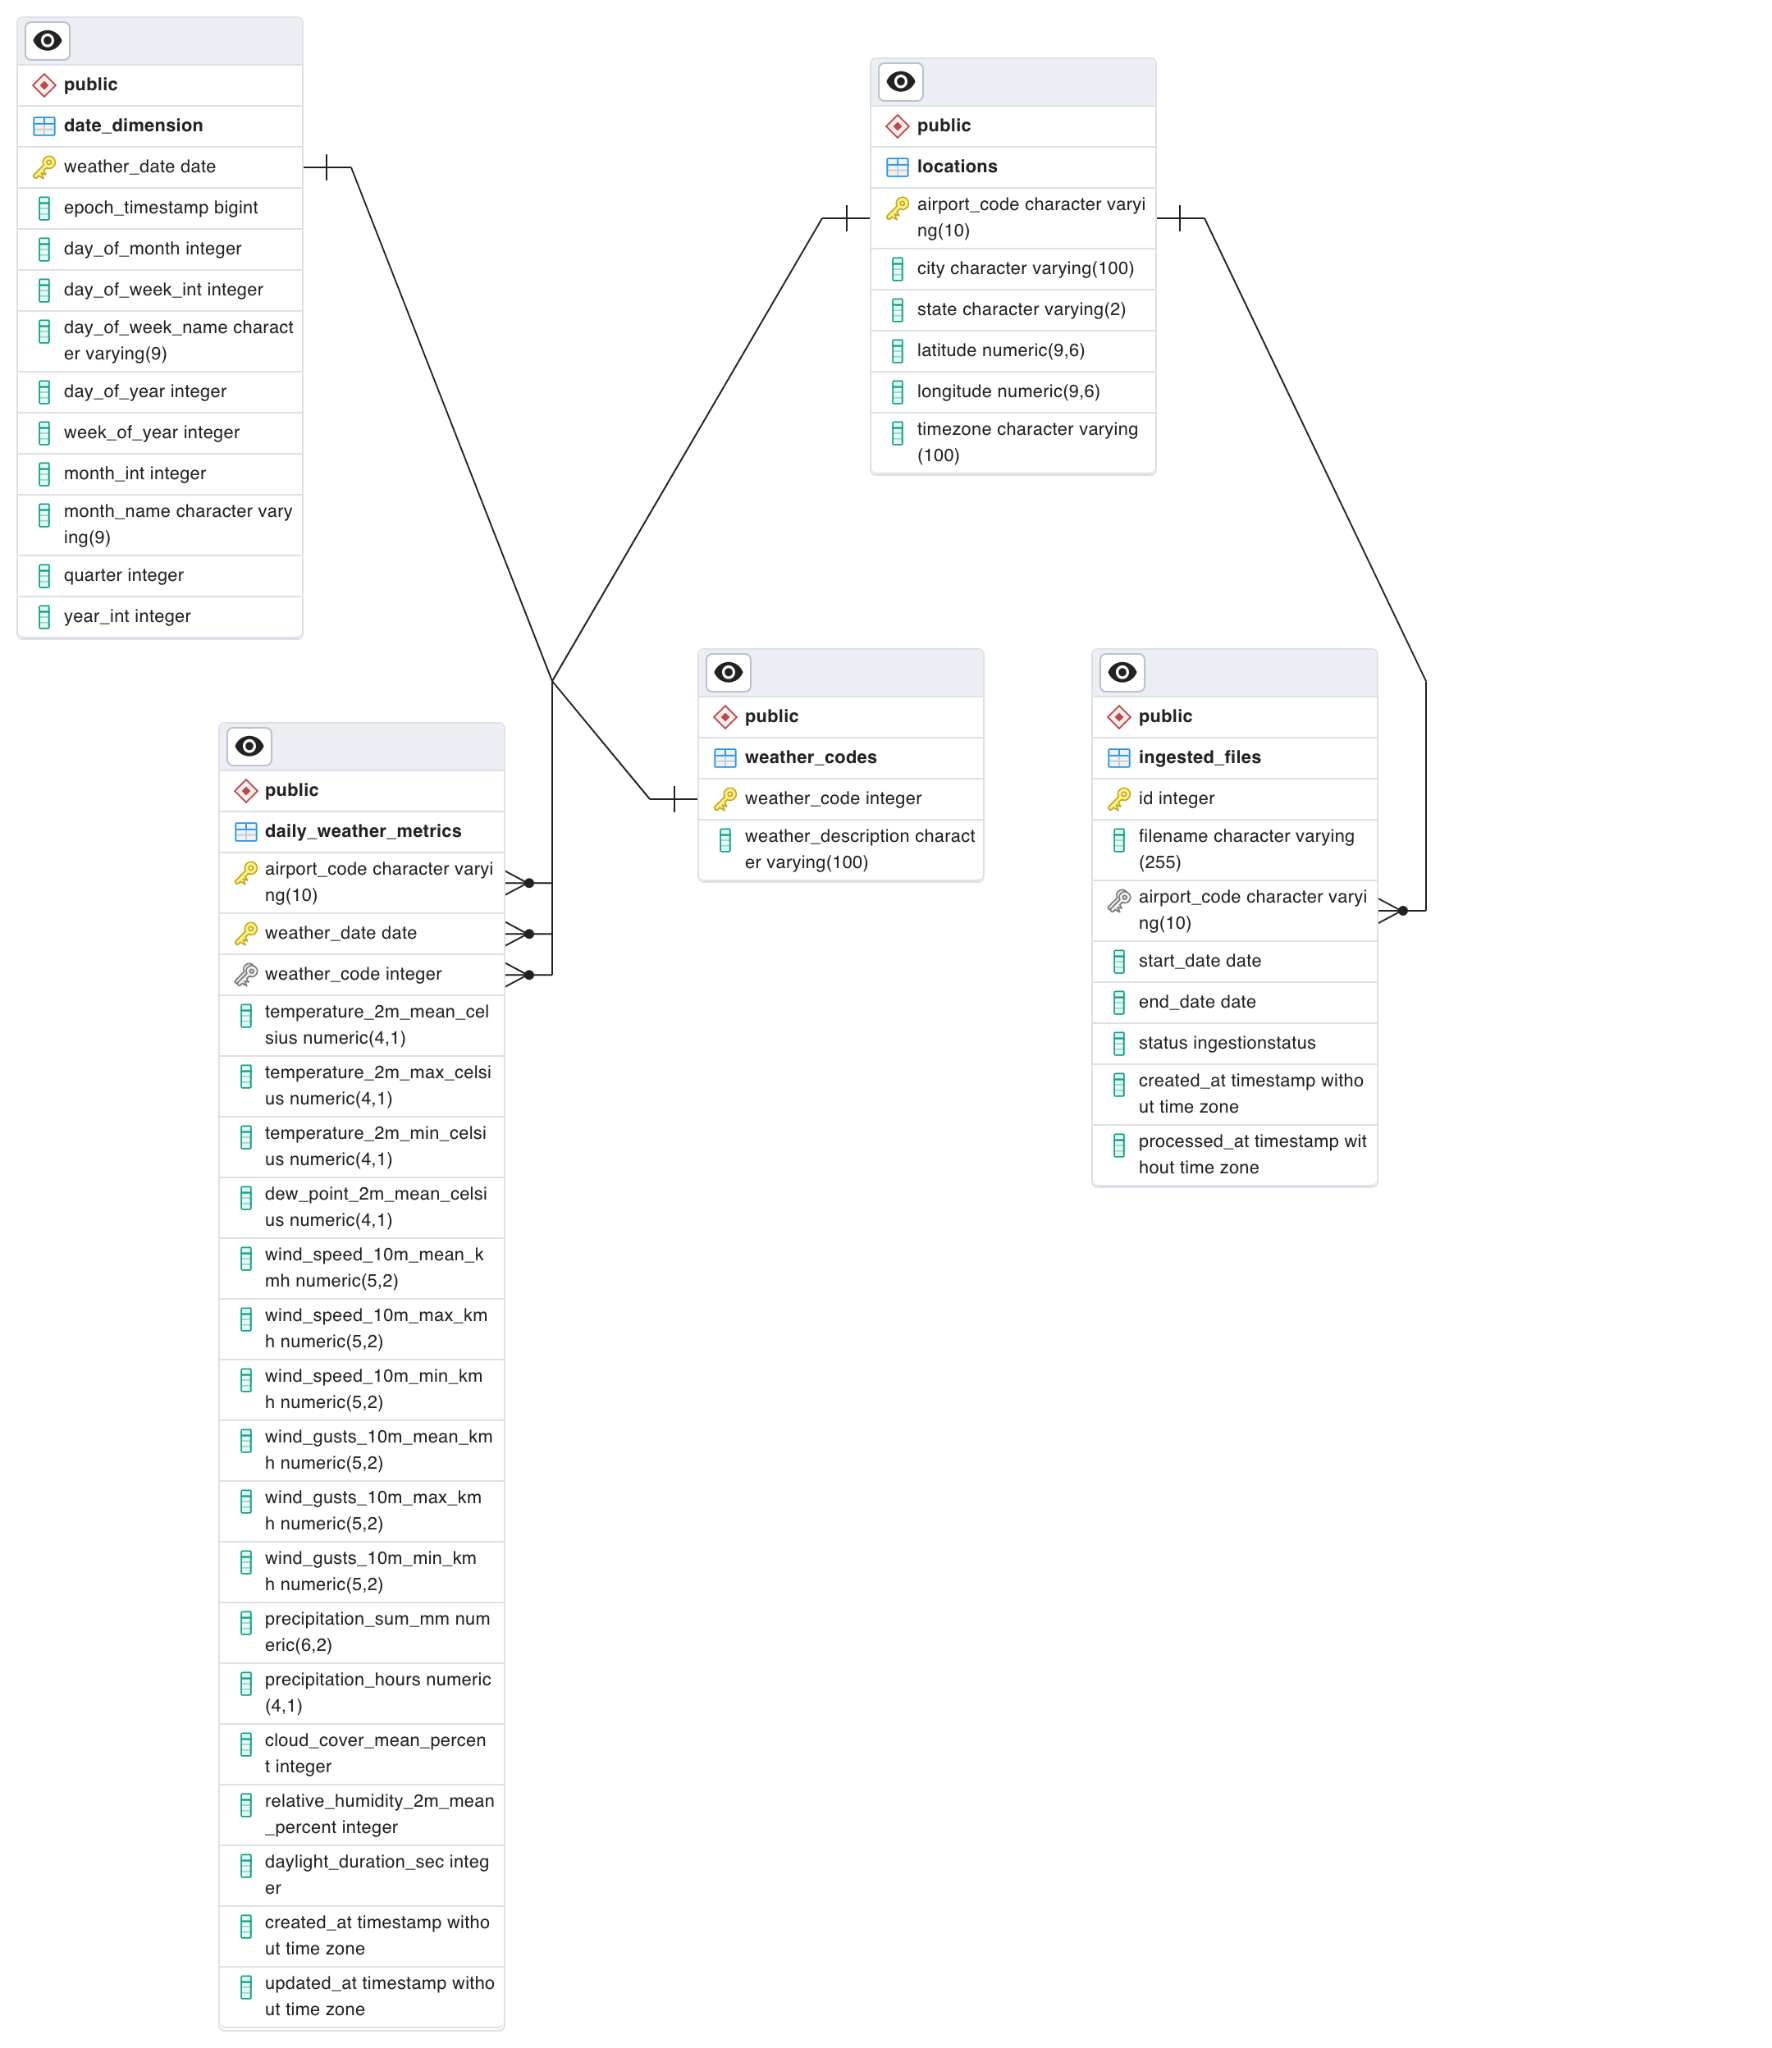 public
date_dimension
weather_date date
epoch_timestamp bigint
day_of_month integer
day_of_week_int integer
day_of_week_name charact
er varying(9)
day_of_year integer
week_of_year integer
month_int integer
month_name character vary
ing(9)
quarter integer
year_int integer
public
locations
airport_code character varyi
ng(10)
city character varying(100)
state character varying(2)
latitude numeric(9,6)
longitude numeric(9,6)
timezone character varying
(100)
public
weather_codes
weather_code integer
weather_description charact
er varying(100)
public
ingested_files
id integer
filename character varying
(255)
airport_code character varyi
ng(10)
start_date date
end_date date
status ingestionstatus
created_at timestamp witho
ut time zone
processed_at timestamp wit
hout time zone
public
daily_weather_metrics
airport_code character varyi
ng(10)
weather_date date
weather_code integer
temperature_2m_mean_cel
sius numeric(4,1)
temperature_2m_max_celsi
us numeric(4,1)
temperature_2m_min_celsi
us numeric(4,1)
dew_point_2m_mean_celsi
us numeric(4,1)
wind_speed_10m_mean_k
mh numeric(5,2)
wind_speed_10m_max_km
h numeric(5,2)
wind_speed_10m_min_km
h numeric(5,2)
wind_gusts_10m_mean_km
h numeric(5,2)
wind_gusts_10m_max_km
h numeric(5,2)
wind_gusts_10m_min_km
h numeric(5,2)
precipitation_sum_mm num
eric(6,2)
precipitation_hours numeric
(4,1)
cloud_cover_mean_percen
t integer
relative_humidity_2m_mean
_percent integer
daylight_duration_sec integ
er
created_at timestamp witho
ut time zone
updated_at timestamp witho
ut time zone